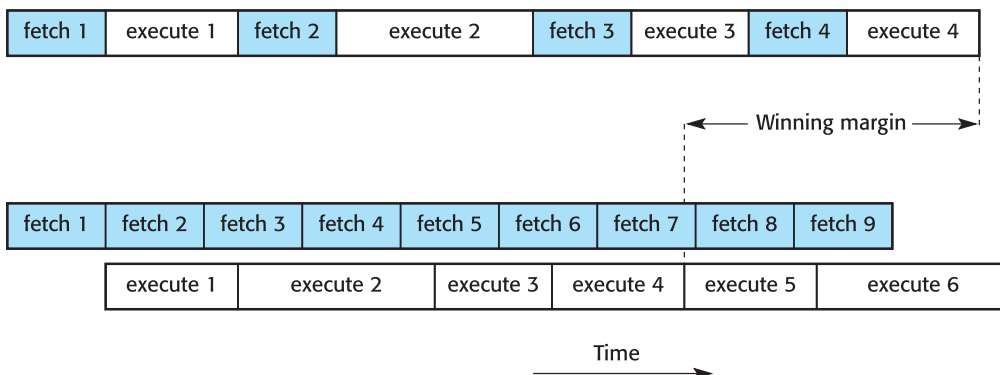 fetch 1 execute 1 fetch 2 execute 2 fetch 3 execute 3 fetch 4 execute 4
Winning margin
fetch 1 fetch 2 fetch 3 fetch 4 fetch 5 fetch 6 fetch 7 fetch 8 fetch 9
execute 1 execute 2 execute 3 execute 4 execute 5 execute 6
Time